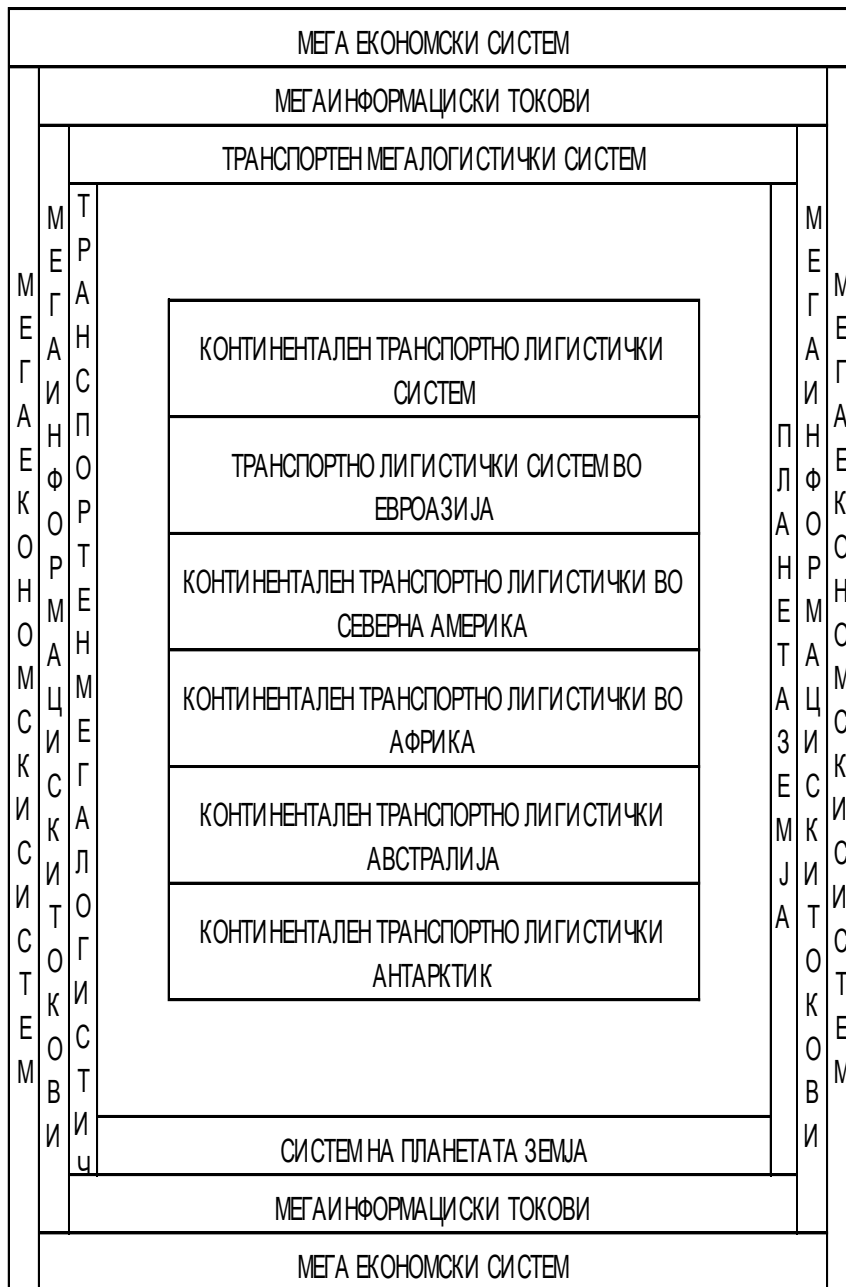 МЕГА ЕКОНОМСКИ СИСТЕМ
МЕГАИНФОРМАЦИСКИ ТОКОВИ
ТРАНСПОРТЕН МЕГАЛОГИСТИЧКИ СИСТЕМ
МЕГАЕКОНОМСКИ СИСТЕМ
МЕГАИНФОРМАЦИСКИ ТОКОВИ
ТРАНСПОРТЕН МЕГАЛОГИСТИЧ
КОНТИНЕНТАЛЕН ТРАНСПОРТНО ЛИГИСТИЧКИ
СИСТЕМ
ТРАНСПОРТНО ЛИГИСТИЧКИ СИСТЕМ ВО
ЕВРОАЗИЈА
КОНТИНЕНТАЛЕН ТРАНСПОРТНО ЛИГИСТИЧКИ ВО
СЕВЕРНА АМЕРИКА
КОНТИНЕНТАЛЕН ТРАНСПОРТНО ЛИГИСТИЧКИ ВО
АФРИКА
КОНТИНЕНТАЛЕН ТРАНСПОРТНО ЛИГИСТИЧКИ
АВСТРАЛИЈА
КОНТИНЕНТАЛЕН ТРАНСПОРТНО ЛИГИСТИЧКИ
АНТАРКТИК
ПЛАНЕТА ЗЕМЈА
МЕГАИНФОРМАЦИСКИ ТОКОВИ
МЕГАЕКОНОМСКИ СИСТЕМ
СИСТЕМ НА ПЛАНЕТАТА ЗЕМЈА
МЕГАИНФОРМАЦИСКИ ТОКОВИ
МЕГА ЕКОНОМСКИ СИСТЕМ